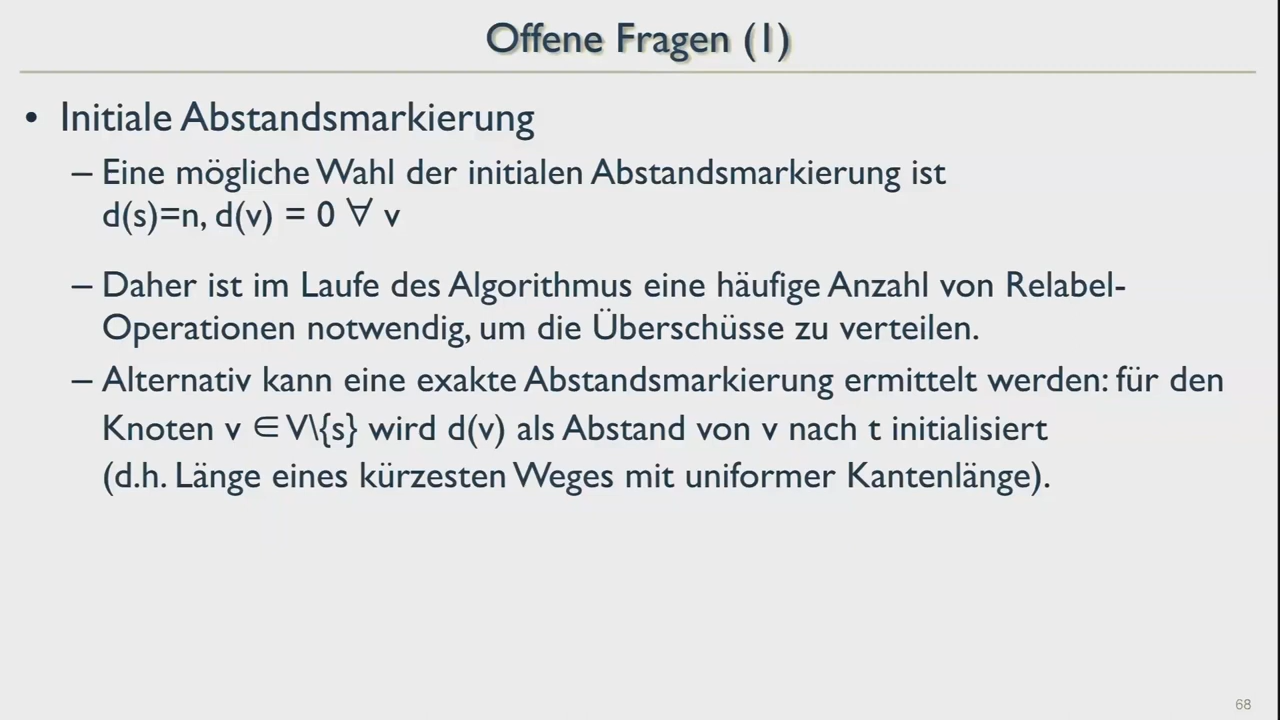 Offene Fragen (1)
• Initiale Abstandsmarkierung
– Eine mögliche Wahl der initialen Abstandsmarkierung ist
d(s)=n, d(v) = 0 ∀ v
– Daher ist im Laufe des Algorithmus eine häufige Anzahl von Relabel-
Operationen notwendig, um die Überschüsse zu verteilen.
– Alternativ kann eine exakte Abstandsmarkierung ermittelt werden: für den
Knoten v ∈ V\{s} wird d(v) als Abstand von v nach t initialisiert
(d.h. Länge eines kürzesten Weges mit uniformer Kantenlänge).
68